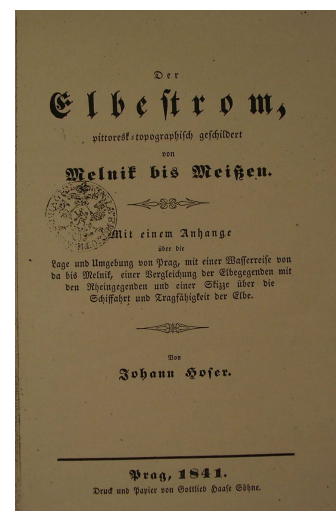 Der
Elbestrom,
pittoresk-topographisch geschildert
von
Melnik bis Meißen.
Mit einem Anhange
über die
Lage und Umgebung von Prag, mit einer Wasserreise von
da bis Melnik, einer Vergleichung der Elbegegenden mit
den Rheingegenden und einer Skizze über die
Schiffahrt und Tragfähigkeit der Elbe.
Von
Johann Hoser.
Prag, 1841.
Druck und Papier von Gottlieb Haase Söhne.